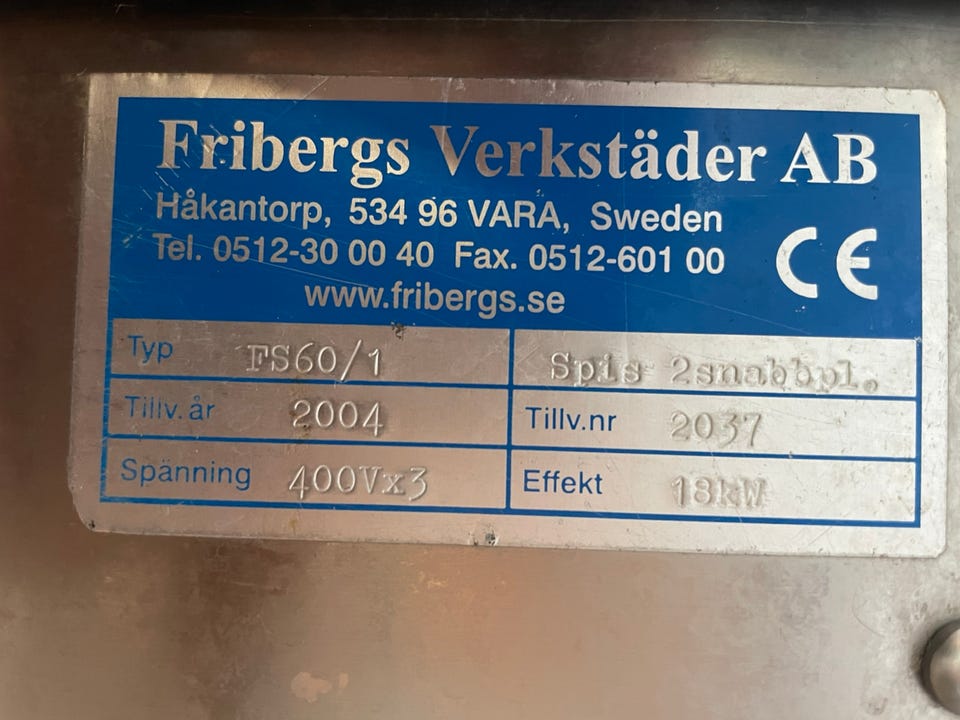 Fribergs Verkstäder AB
Håkantorp, 534 96 VARA, Sweden
Tel. 0512-30 00 40 Fax. 0512-601 00
www.fribergs.se
CE
Typ FS60/1 Spis 2snabbpl.
Tillv.år 2004 Tillv.nr 2037
Spänning 400Vx3 Effekt 18kW